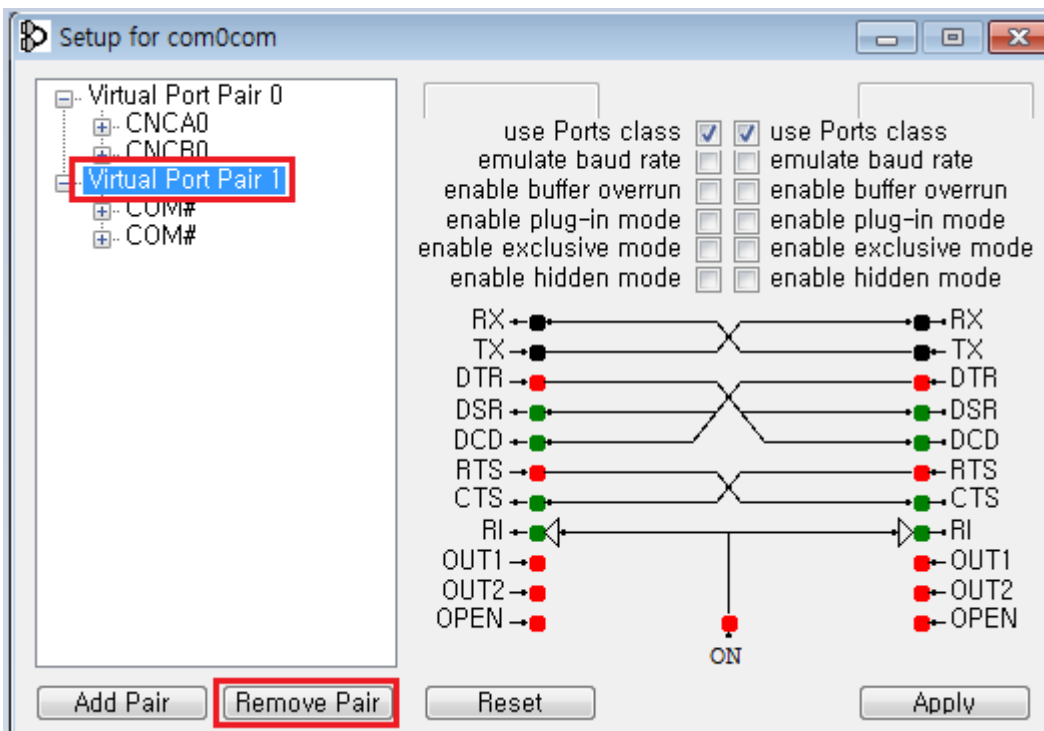 Setup for com0com
Virtual Port Pair 0
CNCA0
CNCB0
Virtual Port Pair 1
COM#
COM#
use Ports class use Ports class
emulate baud rate emulate baud rate
enable buffer overrun enable buffer overrun
enable plug-in mode enable plug-in mode
enable exclusive mode enable exclusive mode
enable hidden mode enable hidden mode
RX RX
TX TX
DTR DTR
DSR DSR
DCD DCD
RTS RTS
CTS CTS
RI RI
OUT1 OUT1
OUT2 OUT2
OPEN OPEN
ON
Add Pair Remove Pair Reset Apply